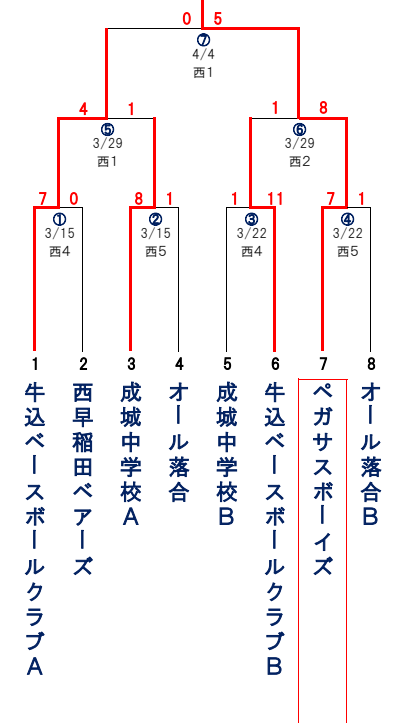 0 5
⑦
4/4
西1
4 1
⑤
3/29
西1
1 8
⑥
3/29
西2
7 0
①
3/15
西4
8 1
②
3/15
西5
1 11
③
3/22
西4
7 1
④
3/22
西5
1 2 3 4 5 6 7 8
牛込ベースボールクラブA
西早稲田ベアーズ
成城中学校A
オール落合
成城中学校B
牛込ベースボールクラブB
ペガサスボーイズ
オール落合B